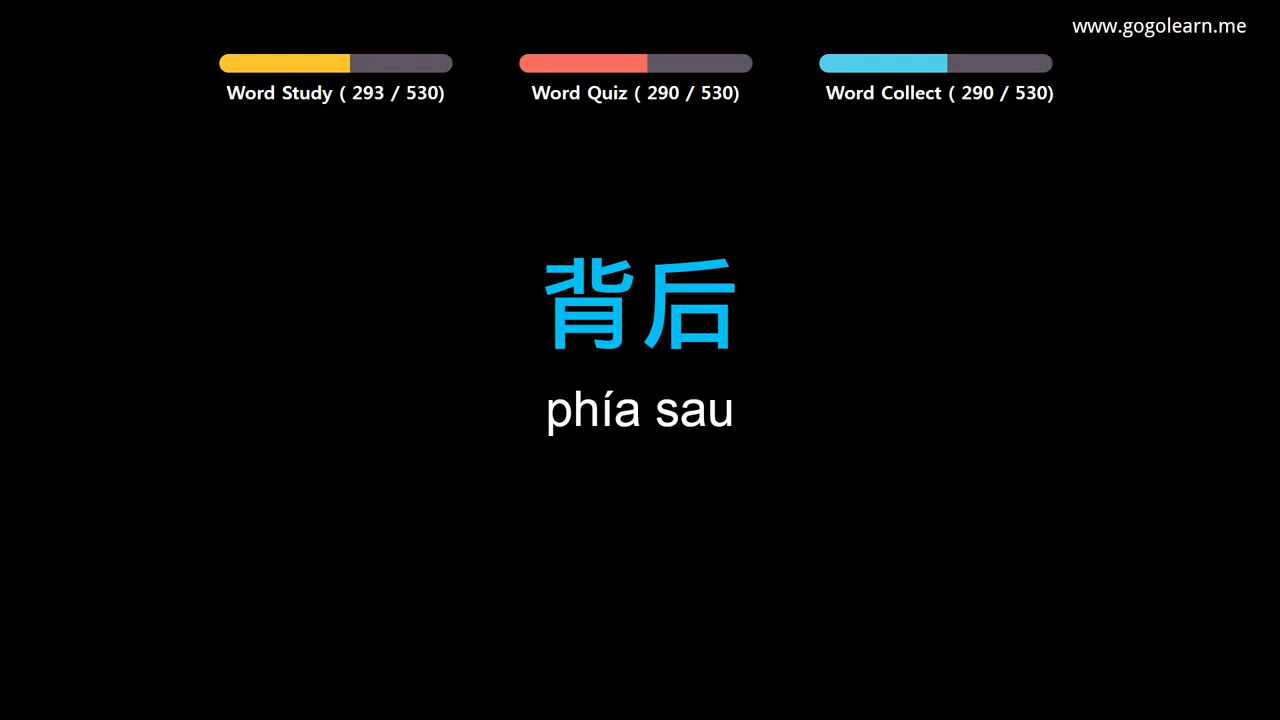 www.gogolearn.me
Word Study ( 293 / 530)
Word Quiz ( 290 / 530)
Word Collect ( 290 / 530)
背后
phía sau